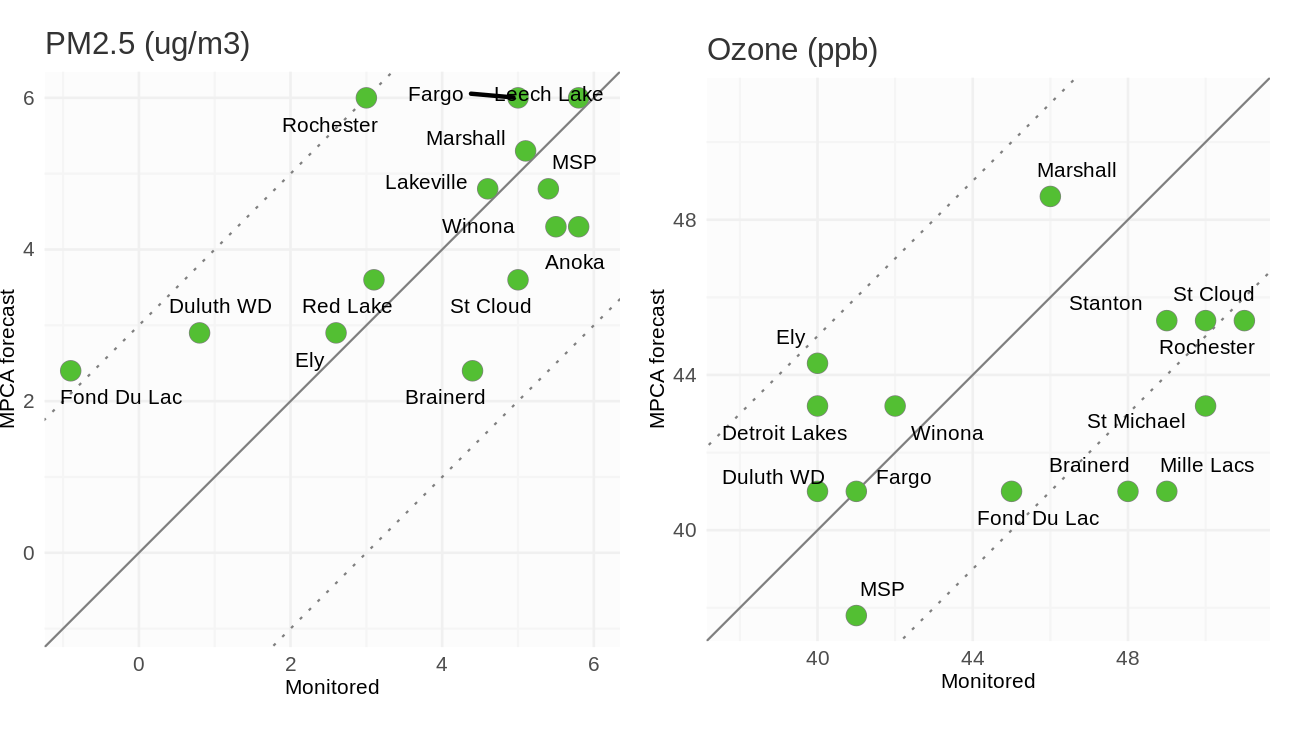 PM2.5 (ug/m3)
MPCA forecast
6
4
2
0
Fargo
Leech Lake
Rochester
Marshall
MSP
Lakeville
Winona
Anoka
Duluth WD
Red Lake
St Cloud
Ely
Fond Du Lac
Brainerd
0
2
4
6
Monitored
Ozone (ppb)
MPCA forecast
48
44
40
Marshall
St Cloud
Stanton
Ely
Rochester
St Michael
Detroit Lakes
Winona
Brainerd
Mille Lacs
Duluth WD
Fargo
Fond Du Lac
MSP
40
44
48
Monitored